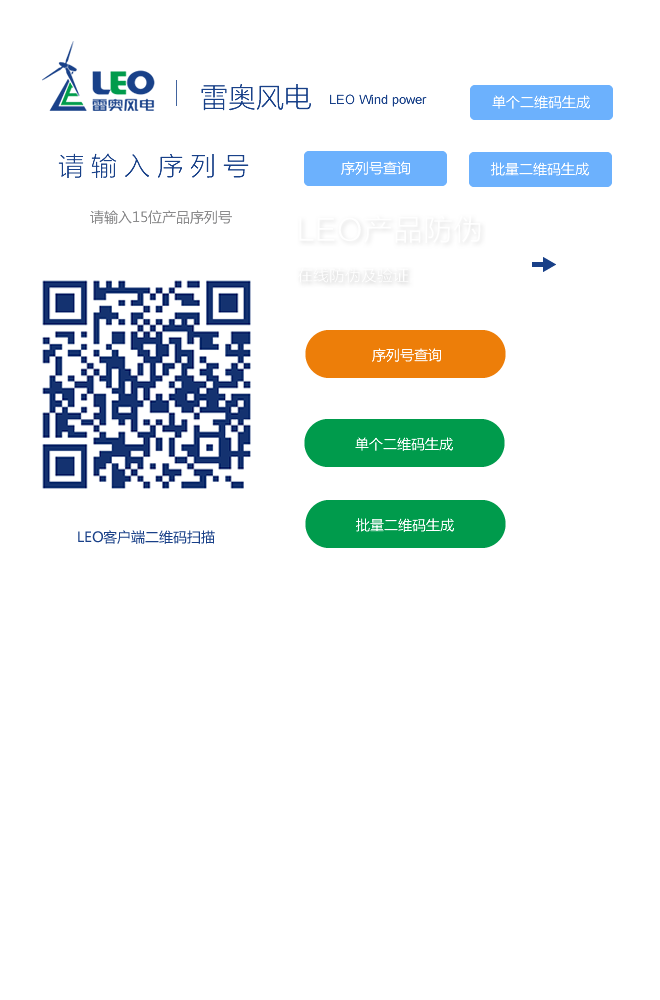 LEO
雷奥风电
雷奥风电
LEO Wind power
单个二维码生成
请输入序列号
序列号查询
批量二维码生成
请输入15位产品序列号
LEO产品防伪
在线防伪及验证
序列号查询
单个二维码生成
批量二维码生成
LEO客户端二维码扫描